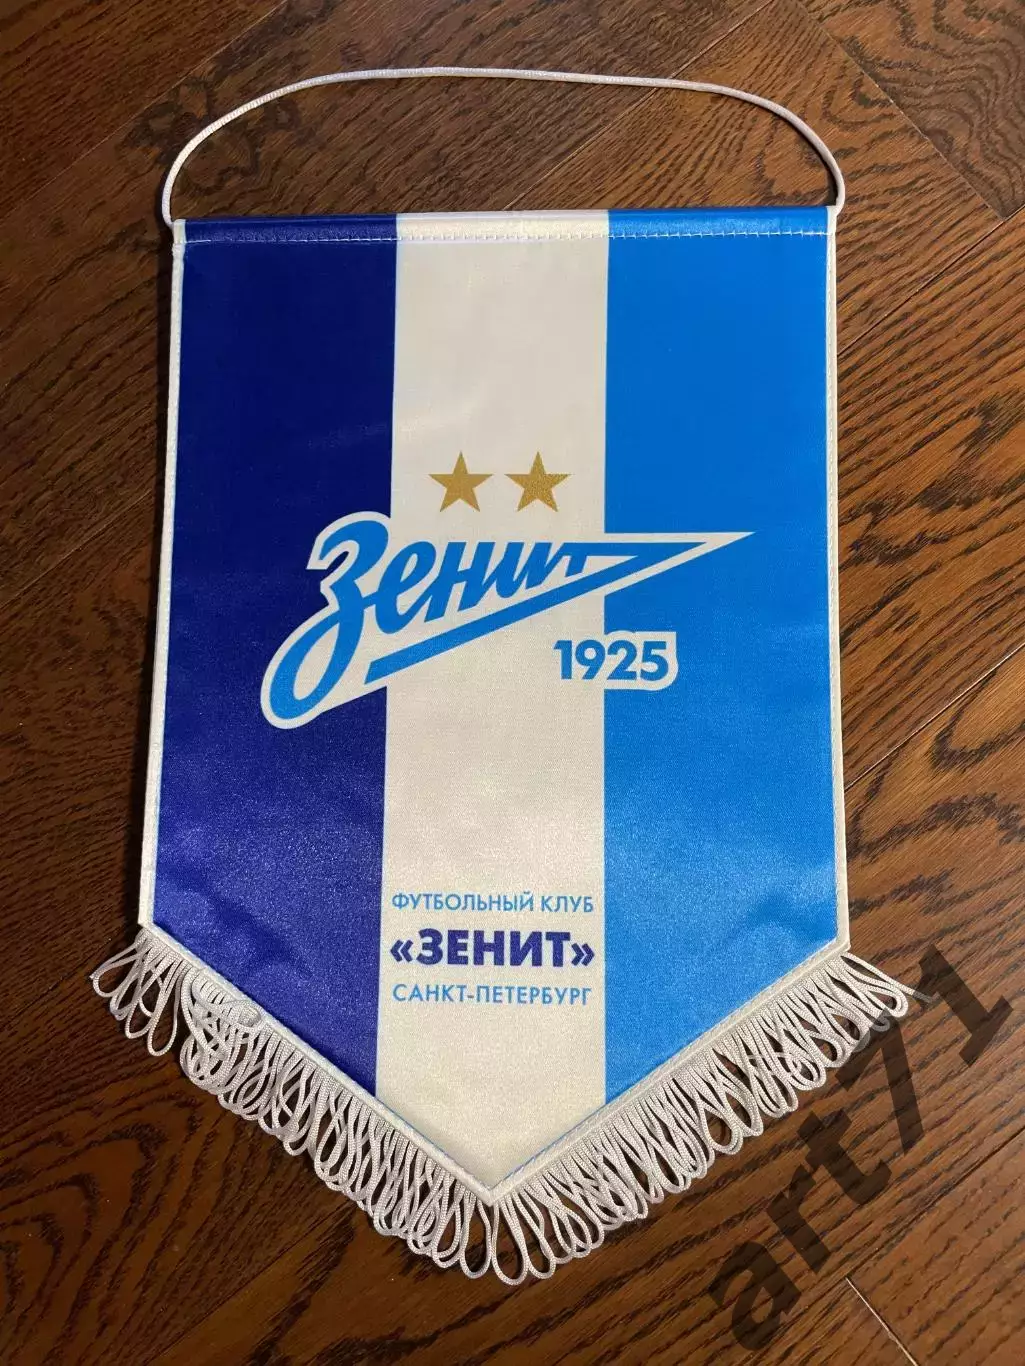 Зенит
1925
ФУТБОЛЬНЫЙ КЛУБ
«ЗЕНИТ»
САНКТ-ПЕТЕРБУРГ
art71